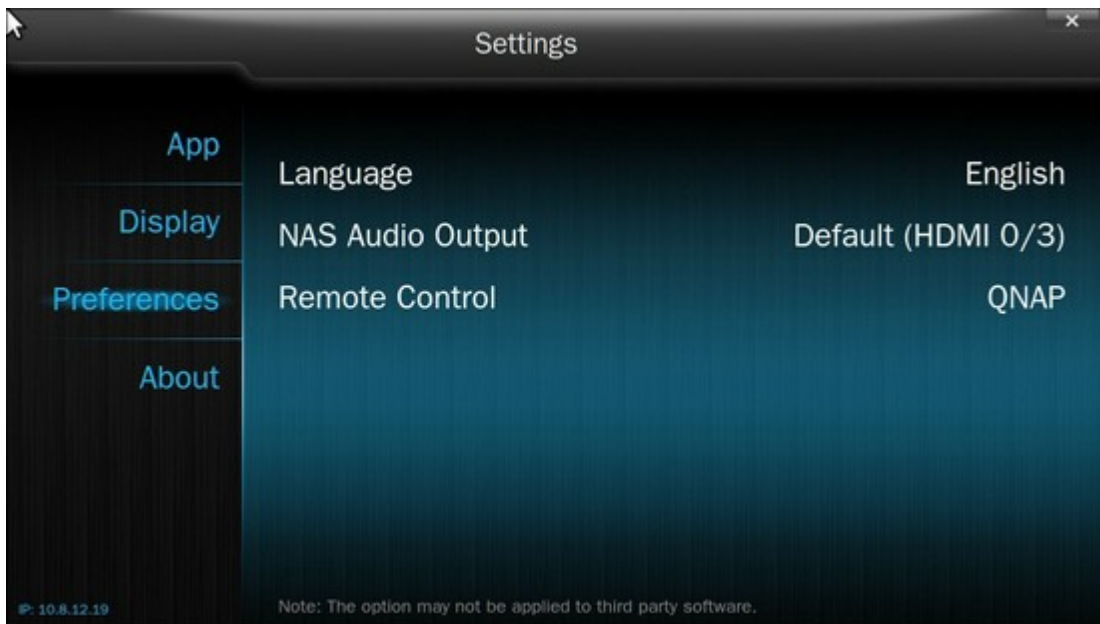 Settings
App
Display
Preferences
About
Language English
NAS Audio Output Default (HDMI 0/3)
Remote Control QNAP
IP: 10.8.12.19
Note: The option may not be applied to third party software.